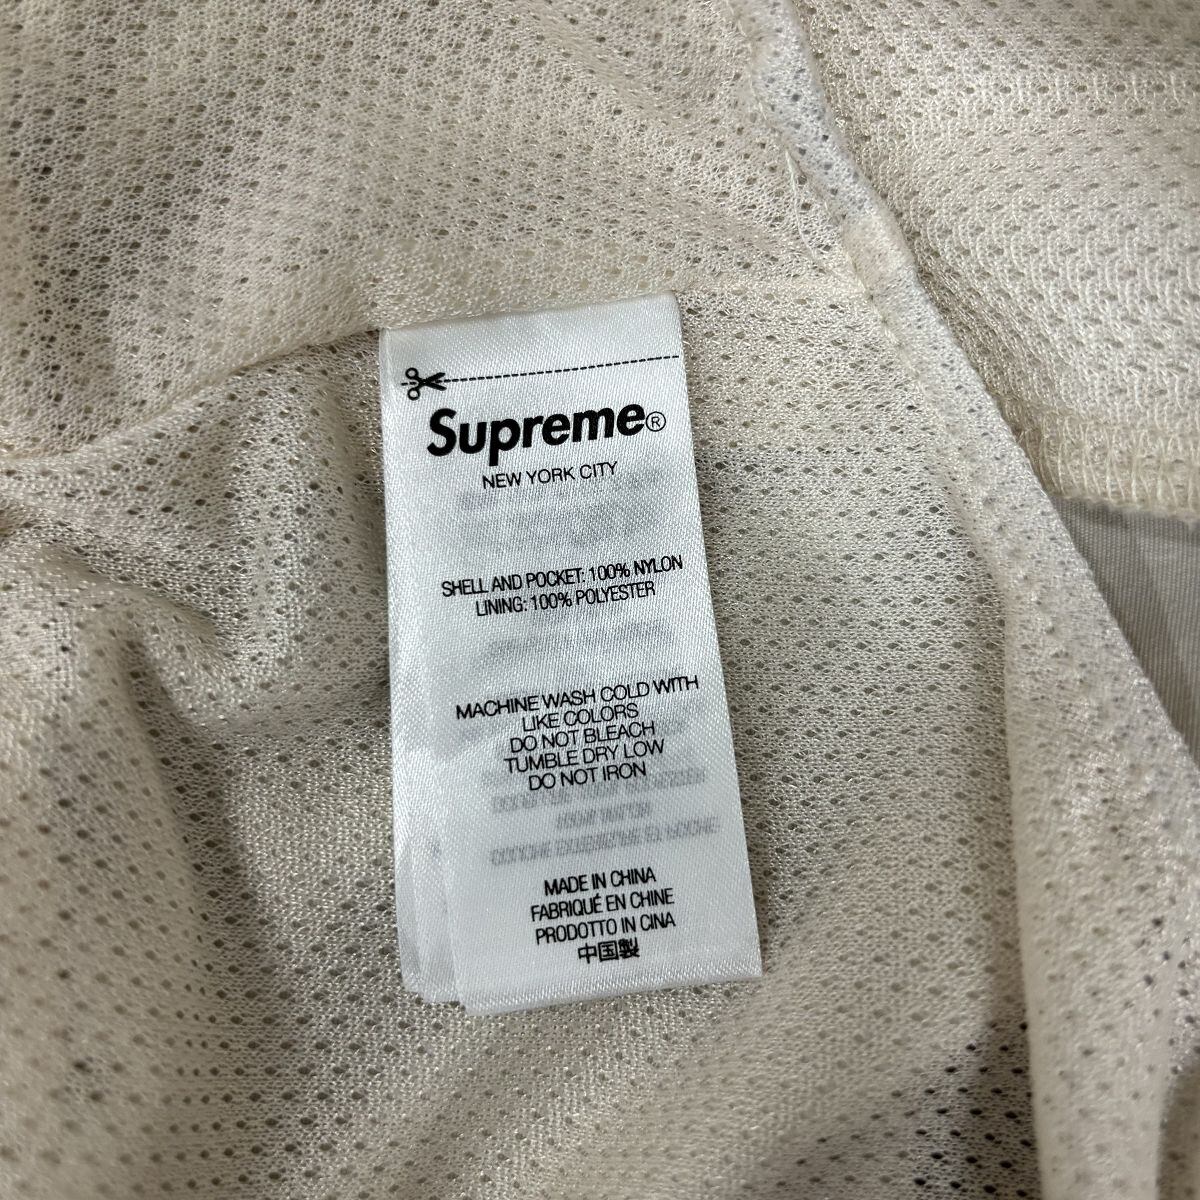 Supreme®
NEW YORK CITY
SHELL AND POCKET: 100% NYLON
LINING: 100% POLYESTER
MACHINE WASH COLD WITH
LIKE COLORS
DO NOT BLEACH
TUMBLE DRY LOW
DO NOT IRON
MADE IN CHINA
FABRIQUÉ EN CHINE
PRODOTTO IN CINA
中国製